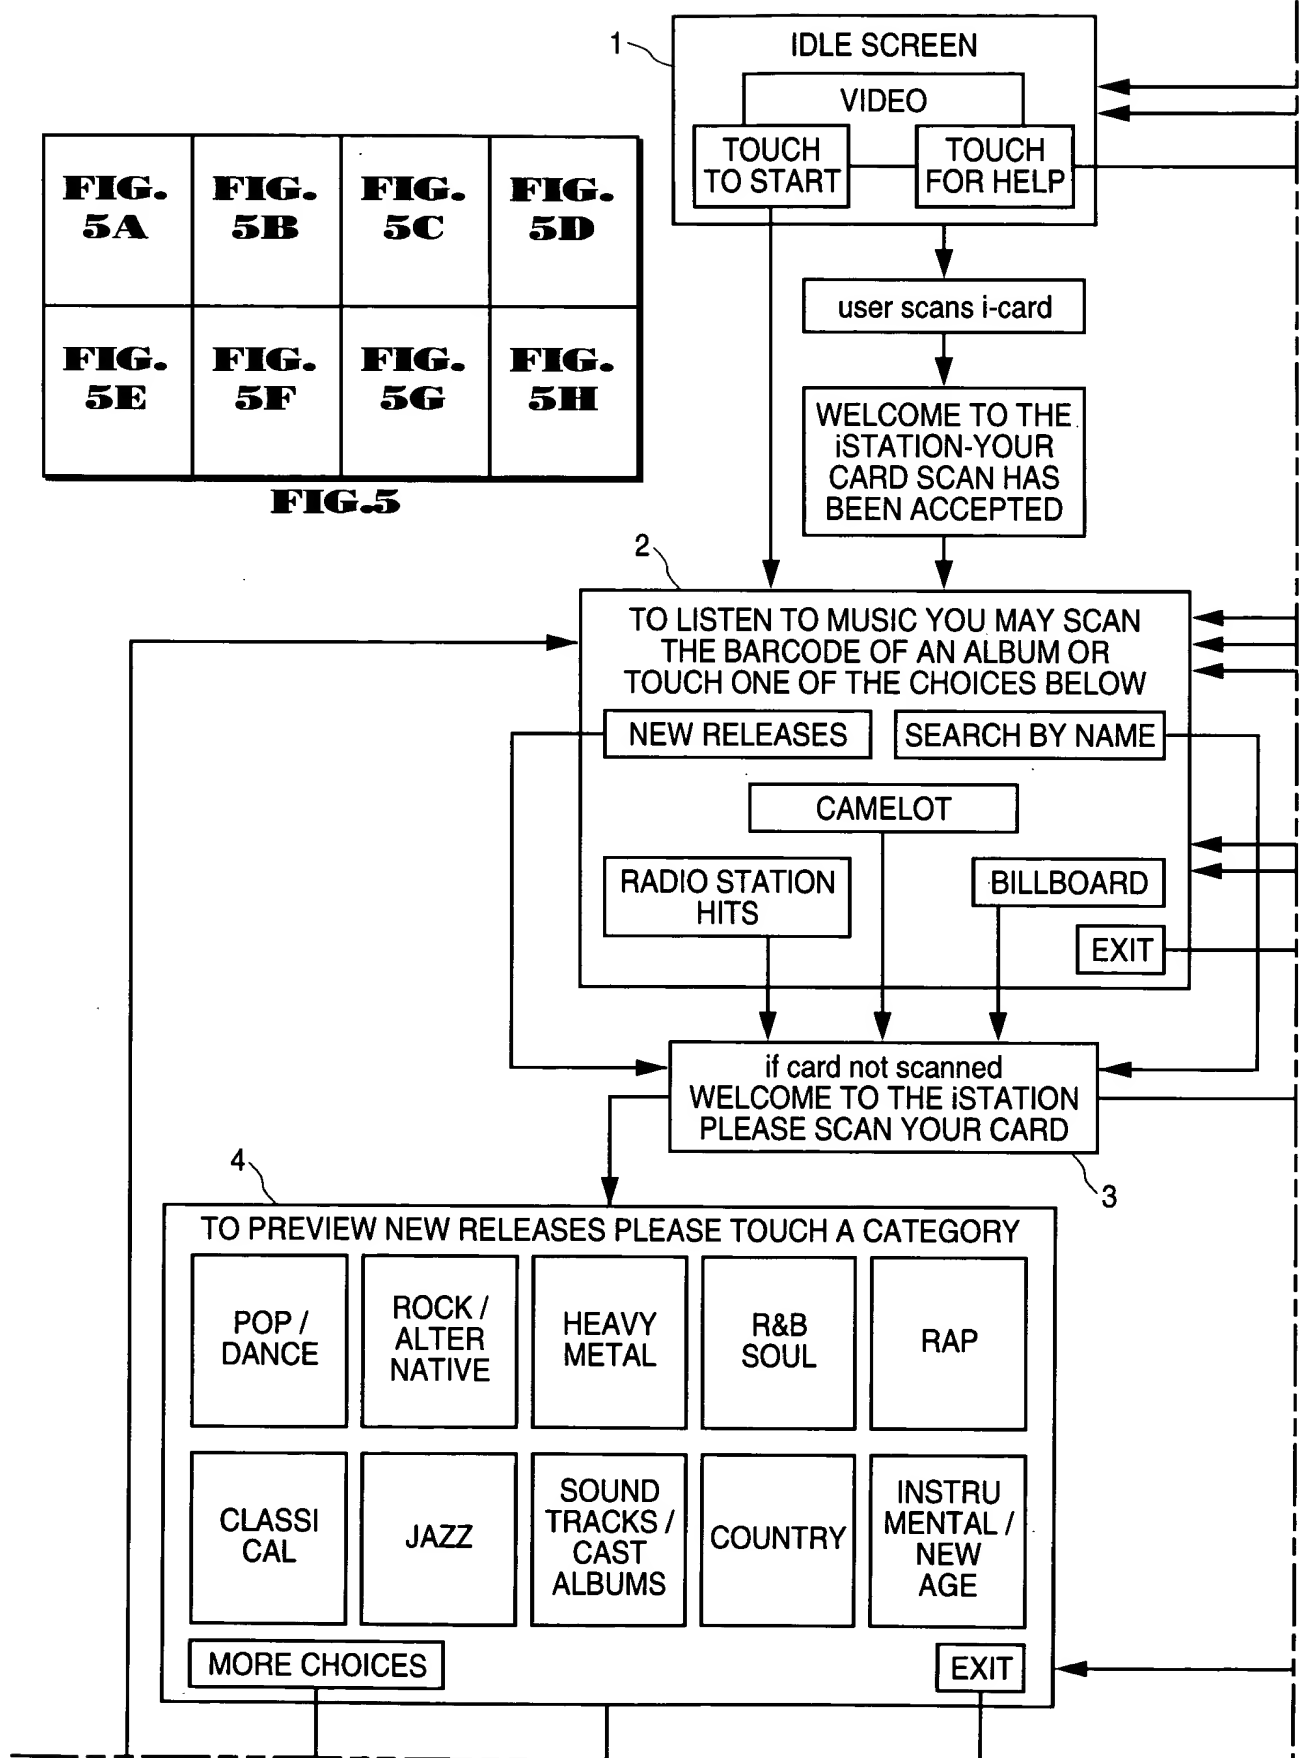 1
IDLE SCREEN
VIDEO
TOUCH
TO START
TOUCH
FOR HELP
FIG.
5A
FIG.
5B
FIG.
5C
FIG.
5D
FIG.
5E
FIG.
5F
FIG.
5G
FIG.
5H
FIG.5
user scans i-card
WELCOME TO THE
iSTATION-YOUR
CARD SCAN HAS
BEEN ACCEPTED
2
TO LISTEN TO MUSIC YOU MAY SCAN
THE BARCODE OF AN ALBUM OR
TOUCH ONE OF THE CHOICES BELOW
NEW RELEASES
SEARCH BY NAME
CAMELOT
RADIO STATION
HITS
BILLBOARD
EXIT
if card not scanned
WELCOME TO THE iSTATION
PLEASE SCAN YOUR CARD
3
4
TO PREVIEW NEW RELEASES PLEASE TOUCH A CATEGORY
POP /
DANCE
ROCK /
ALTER
NATIVE
HEAVY
METAL
R&B
SOUL
RAP
CLASSI
CAL
JAZZ
SOUND
TRACKS /
CAST
ALBUMS
COUNTRY
INSTRU
MENTAL /
NEW
AGE
MORE CHOICES
EXIT